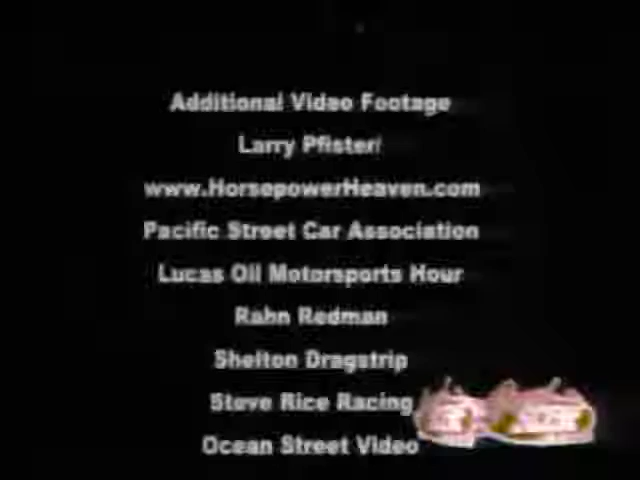 Additional Video Footage
Larry Pfister/
www.HorsepowerHeaven.com
Pacific Street Car Association
Lucas Oil Motorsports Hour
Rahn Redman
Shelton Dragstrip
Steve Rice Racing
Ocean Street Video